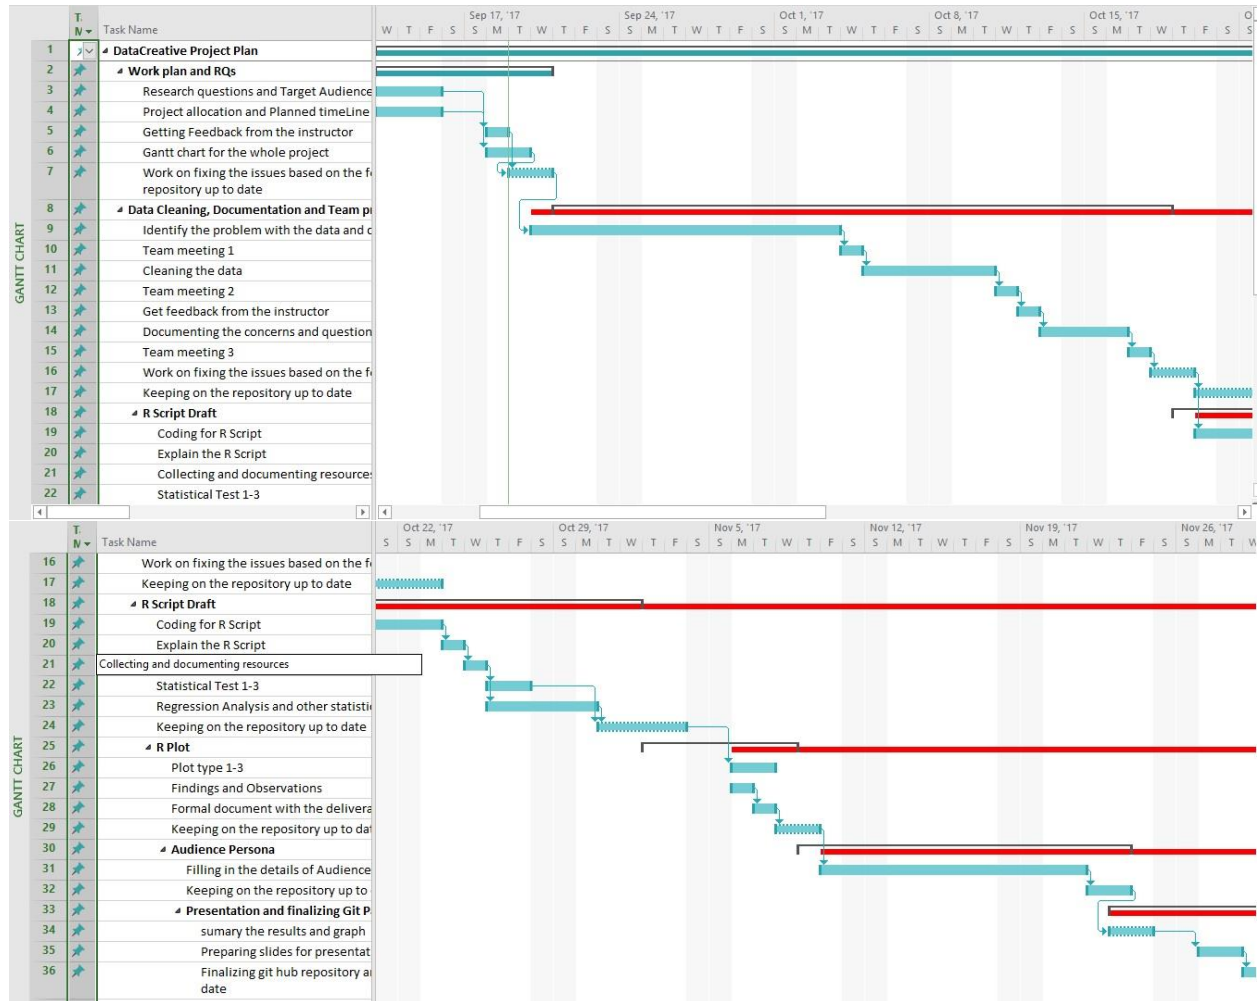 GANTT CHART
T.
M
Task Name
Sep 17, '17
Sep 24, '17
Oct 1, '17
Oct 8, '17
Oct 15, '17
O
W T F S S M T W T F S S M T W T F S S M T W T F S S M T W T F S S M T W T F S S
1 DataCreative Project Plan
2 Work plan and RQs
3 Research questions and Target Audience
4 Project allocation and Planned timeLine
5 Getting Feedback from the instructor
6 Gantt chart for the whole project
7 Work on fixing the issues based on the f
repository up to date
8 Data Cleaning, Documentation and Team p
9 Identify the problem with the data and
10 Team meeting 1
11 Cleaning the data
12 Team meeting 2
13 Get feedback from the instructor
14 Documenting the concerns and question
15 Team meeting 3
16 Work on fixing the issues based on the f
17 Keeping on the repository up to date
18 R Script Draft
19 Coding for R Script
20 Explain the R Script
21 Collecting and documenting resources
22 Statistical Test 1-3
GANTT CHART
T.
M
Task Name
Oct 22, '17
Oct 29, '17
Nov 5, '17
Nov 12, '17
Nov 19, '17
Nov 26, '17
S S M T W T F S S M T W T F S S M T W T F S S M T W T F S S M T W T F S S M T W
16 Work on fixing the issues based on the f
17 Keeping on the repository up to date
18 R Script Draft
19 Coding for R Script
20 Explain the R Script
21 Collecting and documenting resources
22 Statistical Test 1-3
23 Regression Analysis and other statisti
24 Keeping on the repository up to date
25 R Plot
26 Plot type 1-3
27 Findings and Observations
28 Formal document with the delivera
29 Keeping on the repository up to dat
30 Audience Persona
31 Filling in the details of Audience
32 Keeping on the repository up to
33 Presentation and finalizing Git P
34 sumary the results and graph
35 Preparing slides for presentat
36 Finalizing git hub repository a
date